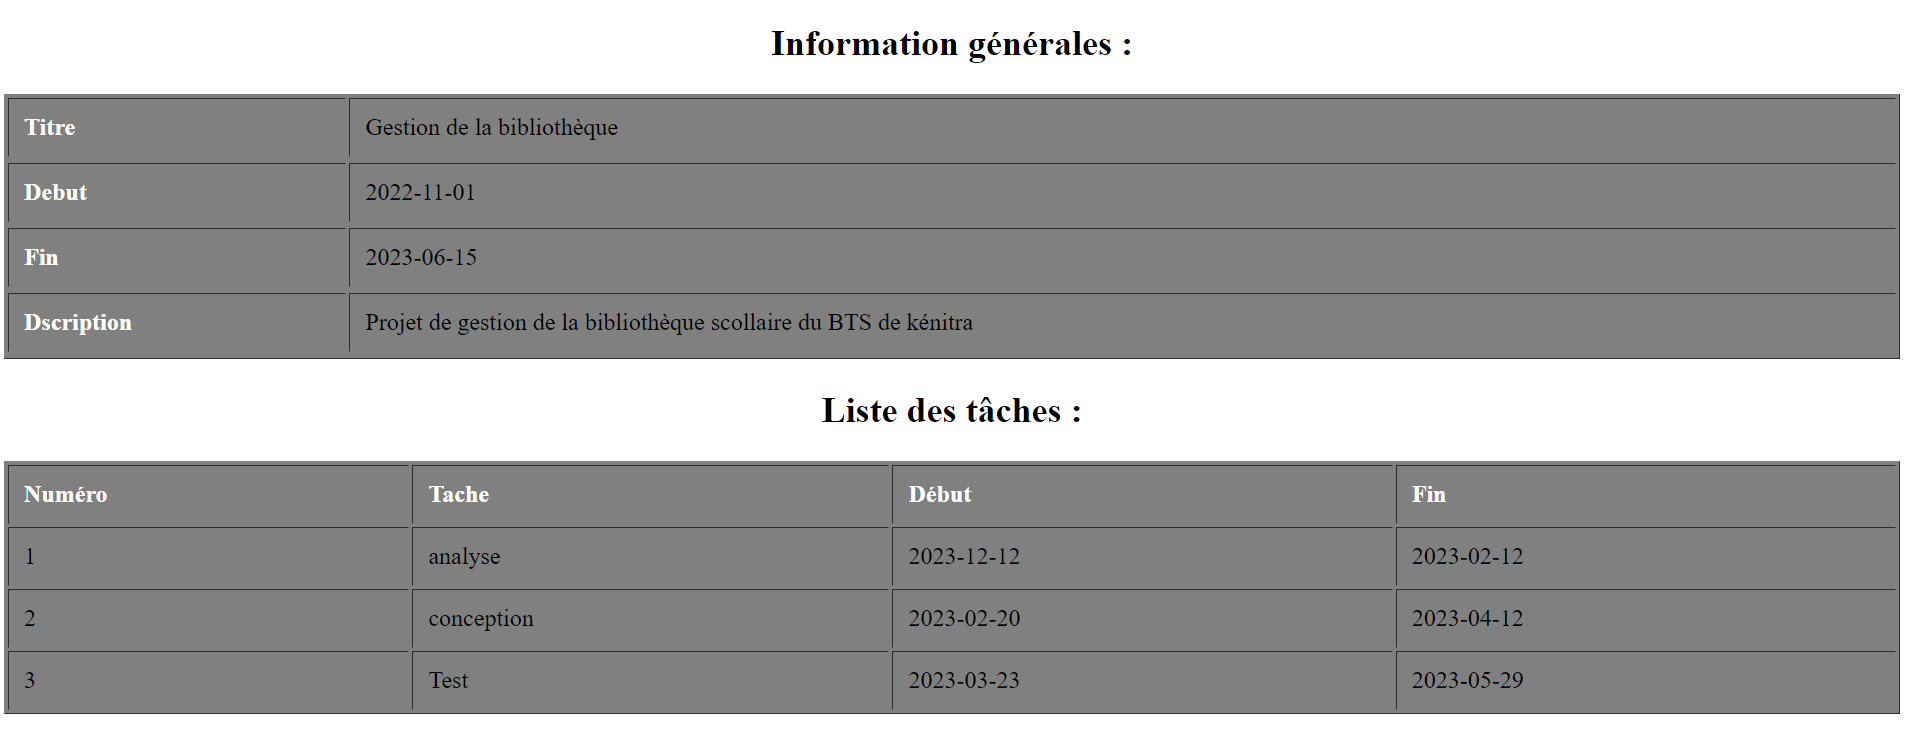 Information générales :
Titre Gestion de la bibliothèque
Debut 2022-11-01
Fin 2023-06-15
Dscription Projet de gestion de la bibliothèque scollaire du BTS de kénitra
Liste des tâches :
Numéro Tache Début Fin
1 analyse 2023-12-12 2023-02-12
2 conception 2023-02-20 2023-04-12
3 Test 2023-03-23 2023-05-29